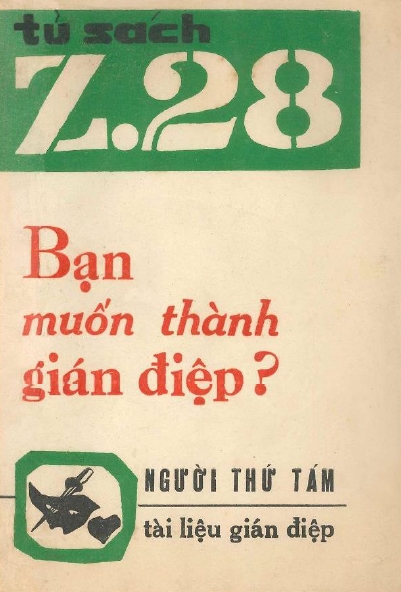 tủ sách
Z.28
Bạn
muốn thành
gián điệp?
NGƯỜI THỨ TÁM
tài liệu gián điệp